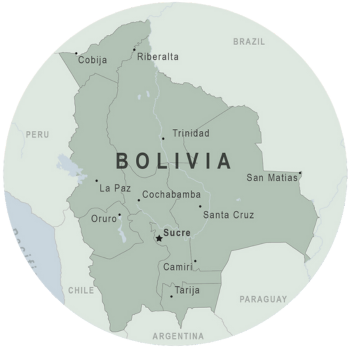 BRAZIL
Cobija
Riberalta
PERU
Trinidad
BOLIVIA
San Matias
La Paz
Cochabamba
Oruro
Santa Cruz
Sucre
Camiri
CHILE
Tarija
PARAGUAY
ARGENTINA